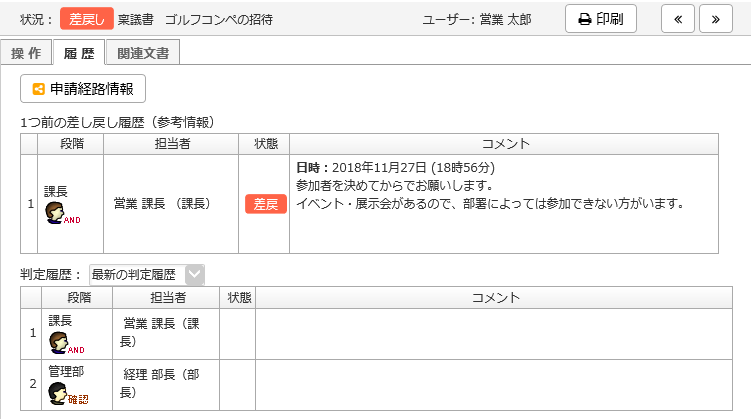 状況： 差戻し 稟議書 ゴルフコンペの招待 ユーザー: 営業 太郎 印刷 « »
操 作 履 歴 関連文書
申請経路情報
1つ前の差し戻し履歴（参考情報）
段階 担当者 状態 コメント
1 課長 AND 営業 課長 （課長） 差戻 日時：2018年11月27日 (18時56分)
参加者を決めてからでお願いします。
イベント・展示会があるので、部署によっては参加できない方がいます。
判定履歴： 最新の判定履歴
段階 担当者 状態 コメント
1 課長 AND 営業 課長（課
長）
2 管理部 確認 経理 部長（部
長）